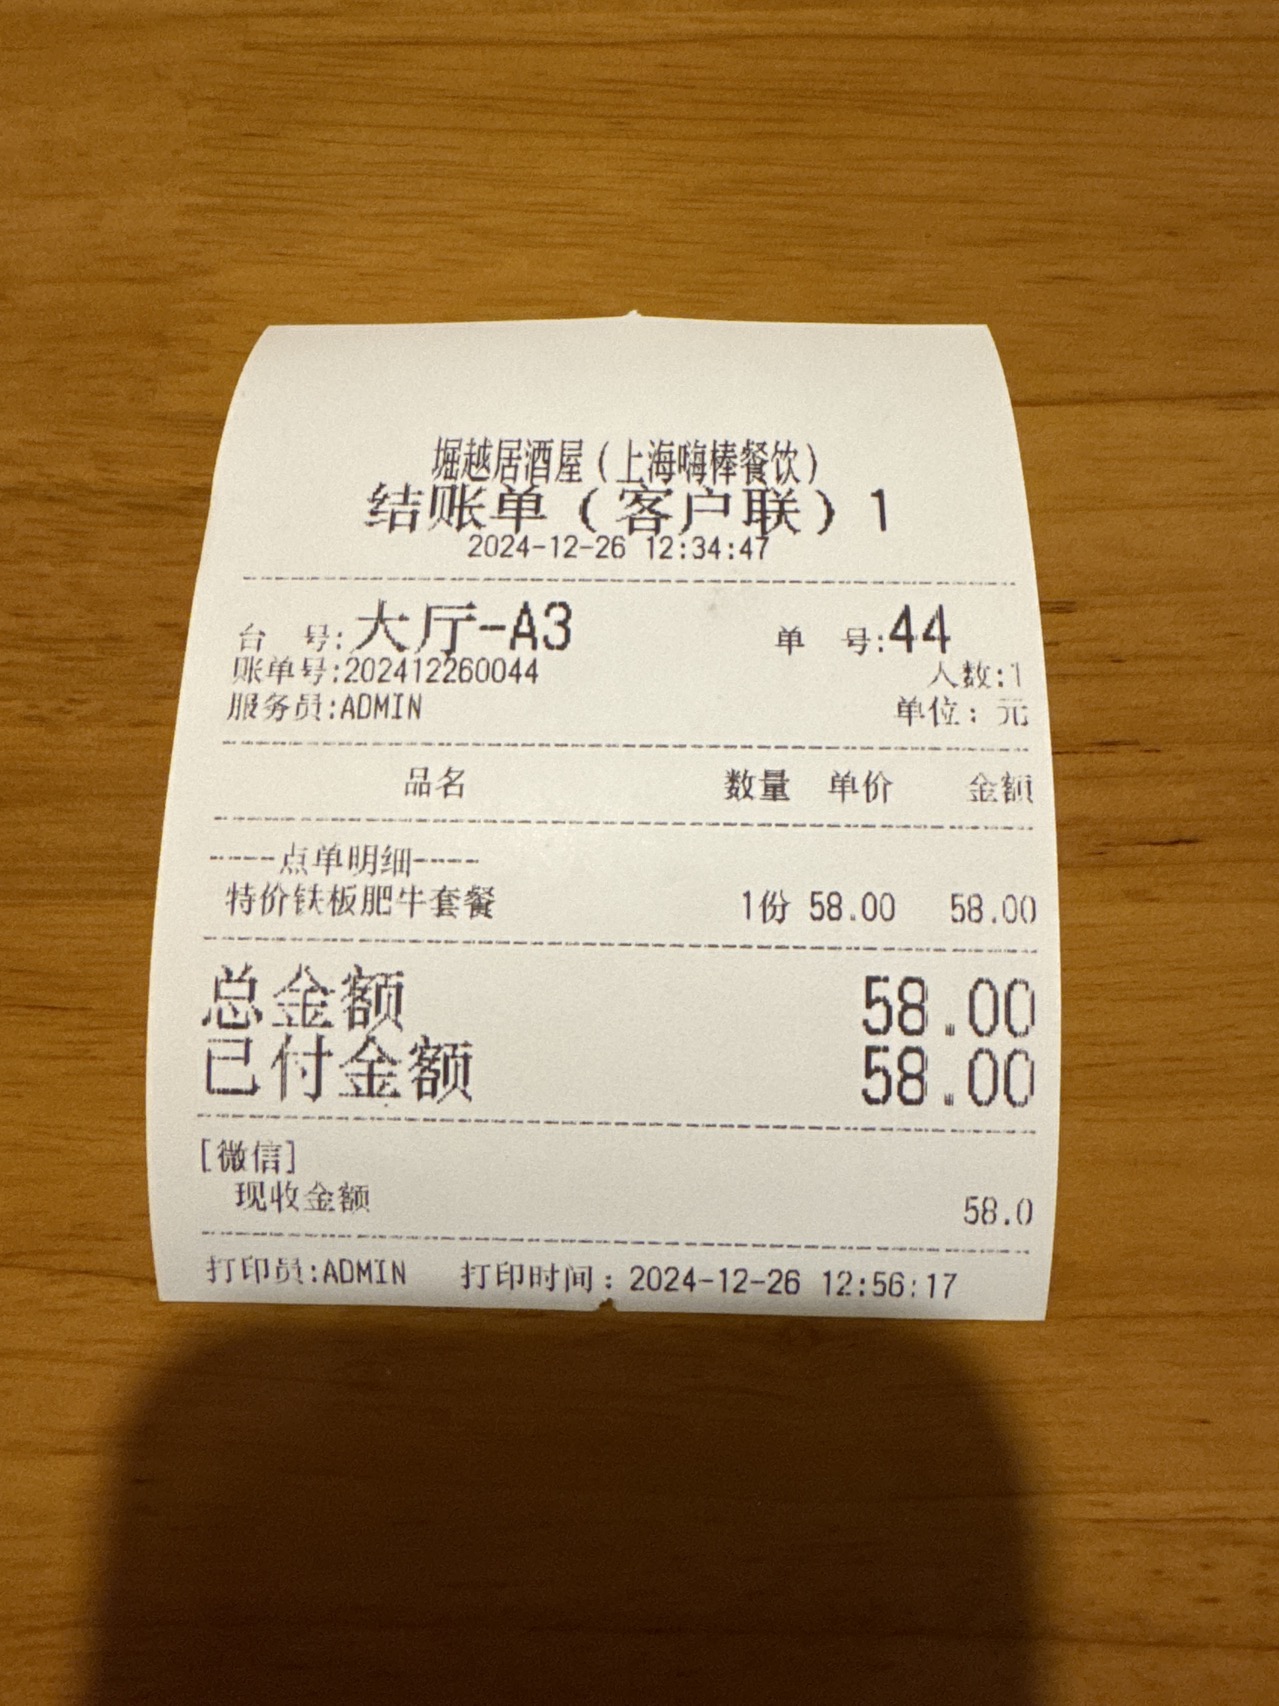 堀越居酒屋（上海嗨棒餐饮）
结账单（客户联）1
2024-12-26 12:34:47
台 号:大厅-A3 单 号:44
账单号:202412260044 人数:1
服务员:ADMIN 单位：元
品名 数量 单价 金额
-----点单明细-----
特价铁板肥牛套餐 1份 58.00 58.00
总金额 58.00
已付金额 58.00
[微信]
现收金额 58.0
打印员:ADMIN 打印时间：2024-12-26 12:56:17